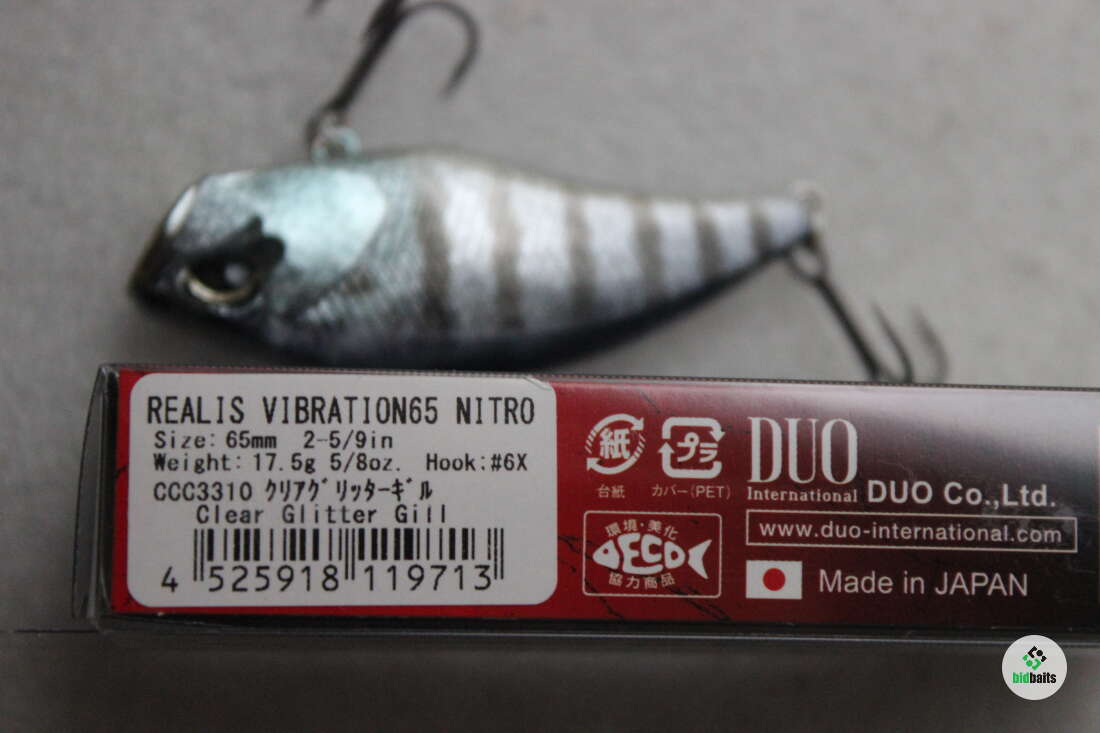 REALIS VIBRATION65 NITRO
Size: 65mm 2-5/9in
Weight: 17.5g 5/8oz. Hook:#6X
CCC3310 クリアグリッターギル
Clear Glitter Gill
4 525918 119713
紙
台紙
プラ
カバー(PET)
環境・美化
ECO
協力商品
DUO
International
DUO Co.,Ltd.
www.duo-international.com
Made in JAPAN
bidbaits